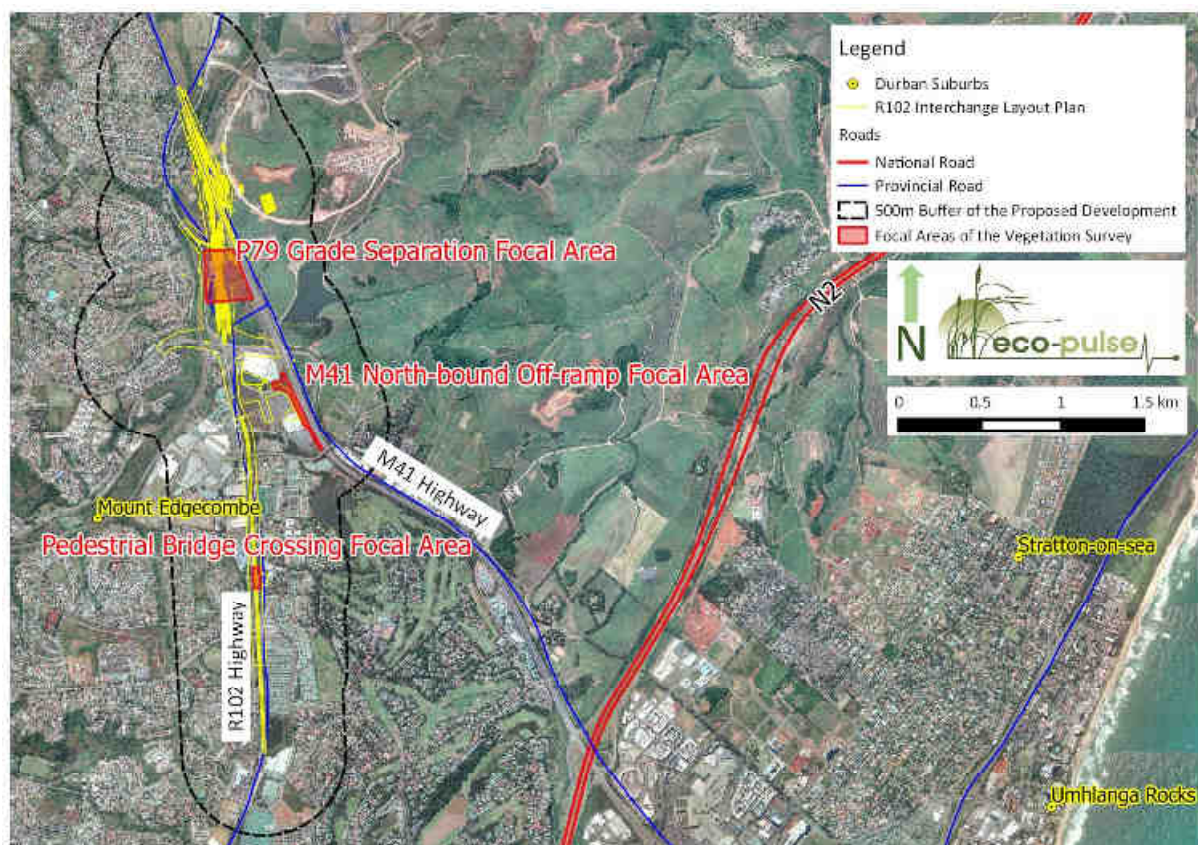 Legend
Durban Suburbs
R102 Interchange Layout Plan
Roads
National Road
Provincial Road
500m Buffer of the Proposed Development
Focal Areas of the Vegetation Survey
P79 Grade Separation Focal Area
N2
N
eco-pulse
M41 North-bound Off-ramp Focal Area
0 0.5 1 1.5 km
M41 Highway
Mount Edgecombe
Pedestrial Bridge Crossing Focal Area
Stratton-on-sea
R102 Highway
Umhlanga Rocks